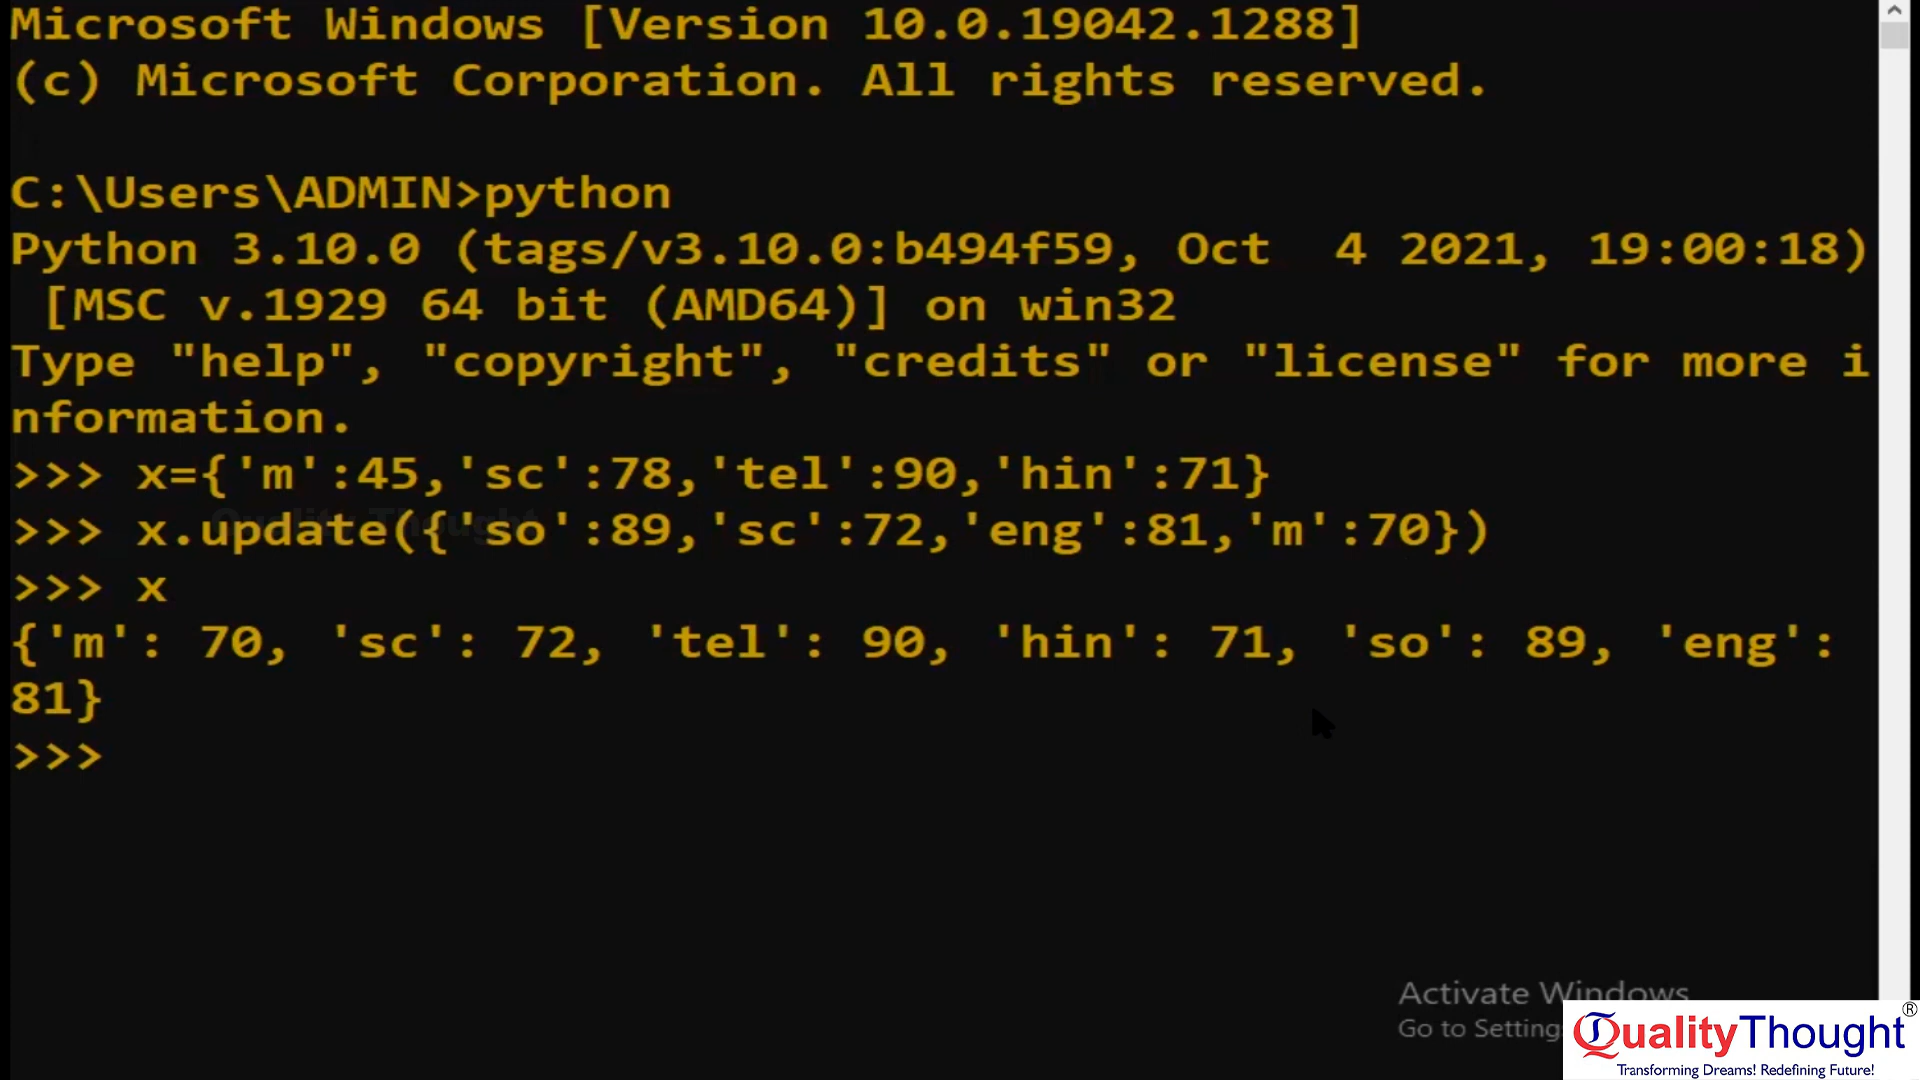 Microsoft Windows [Version 10.0.19042.1288]
(c) Microsoft Corporation. All rights reserved.
C:\Users\ADMIN>python
Python 3.10.0 (tags/v3.10.0:b494f59, Oct  4 2021, 19:00:18)
 [MSC v.1929 64 bit (AMD64)] on win32
Type "help", "copyright", "credits" or "license" for more i
nformation.
>>> x={'m':45,'sc':78,'tel':90,'hin':71}
>>> x.update({'so':89,'sc':72,'eng':81,'m':70})
Quality Thought
>>> x
{'m': 70, 'sc': 72, 'tel': 90, 'hin': 71, 'so': 89, 'eng':
81}
>>>
Activate Windows
Go to Setting
QualityThought®
Transforming Dreams! Redefining Future!